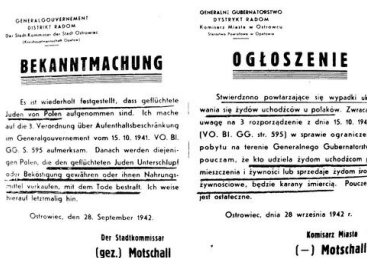 GENERALGOUVERNEMENT
DISTRIKT RADOM
Der Stadtkommissar der Stadt Ostrowiec
(Kreishauptmannschaft Opatow)
BEKANNTMACHUNG
Es ist wiederholt festgestellt, dass geflüchtete
Juden von Polen aufgenommen sind. Ich mache
auf die 3. Verordnung über Aufenthaltsbeschränkung
im Generalgouvernement vom 15. 10. 1941. VO. Bl.
GG. S. 595 aufmerksam. Danach werden diejeni-
gen Polen, die den geflüchteten Juden Unterschlupf
oder Beköstigung gewähren oder ihnen Nahrungs-
mittel verkaufen, mit dem Tode bestraft. Ich weise
hierauf letztmalig hin.
Ostrowiec, den 28. September 1942.
Der Stadtkommissar
(gez.) Motschall
GENERALNE GUBERNATORSTWO
DYSTRYKT RADOM
Komisarz Miasta w Ostrowcu
Starostwo Powiatowe w Opatowie
OGŁOSZENIE
Stwierdzono powtarzające się wypadki uk
wania się żydów uchodźców u polaków. Zwrac
uwagę na 3 rozporządzenie z dnia 15. 10. 194
(VO. Bl. GG. str. 595) w sprawie ogranicze
pobytu na terenie Generalnego Gubernatorst
pouczam, że kto udziela żydom uchodźcom p
mieszczenia i żywności lub sprzedaje żydom śro
żywnościowe, będzie karany śmiercią. Poucze
jest ostateczne.
Ostrowiec, dnia 28 września 1942 r.
Komisarz Miasta
(—) Motschall